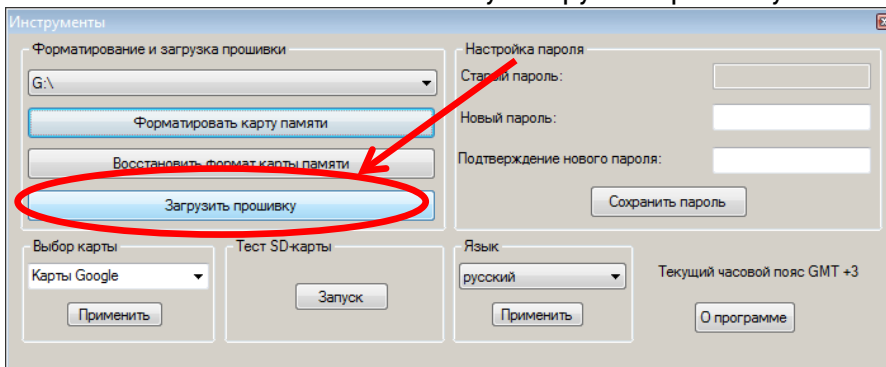 Инструменты
Форматирование и загрузка прошивки
G:\
Форматировать карту памяти
Восстановить формат карты памяти
Загрузить прошивку
Настройка пароля
Старый пароль:
Новый пароль:
Подтверждение нового пароля:
Сохранить пароль
Выбор карты
Карты Google
Применить
Тест SD-карты
Запуск
Язык
русский
Применить
Текущий часовой пояс GMT +3
О программе